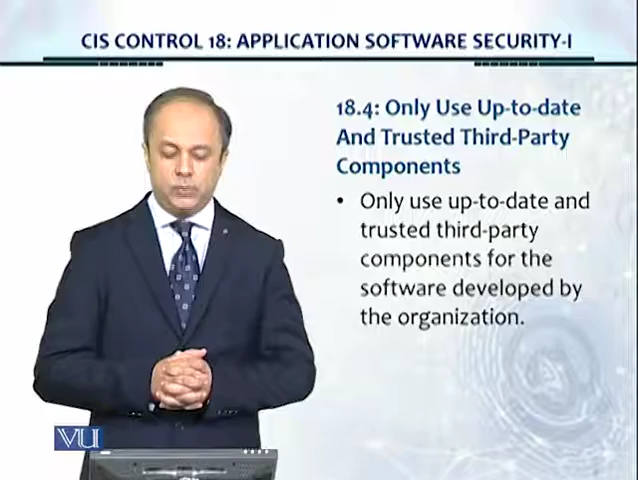 CIS CONTROL 18: APPLICATION SOFTWARE SECURITY-I
18.4: Only Use Up-to-date
And Trusted Third-Party
Components
• Only use up-to-date and
trusted third-party
components for the
software developed by
the organization.
VU